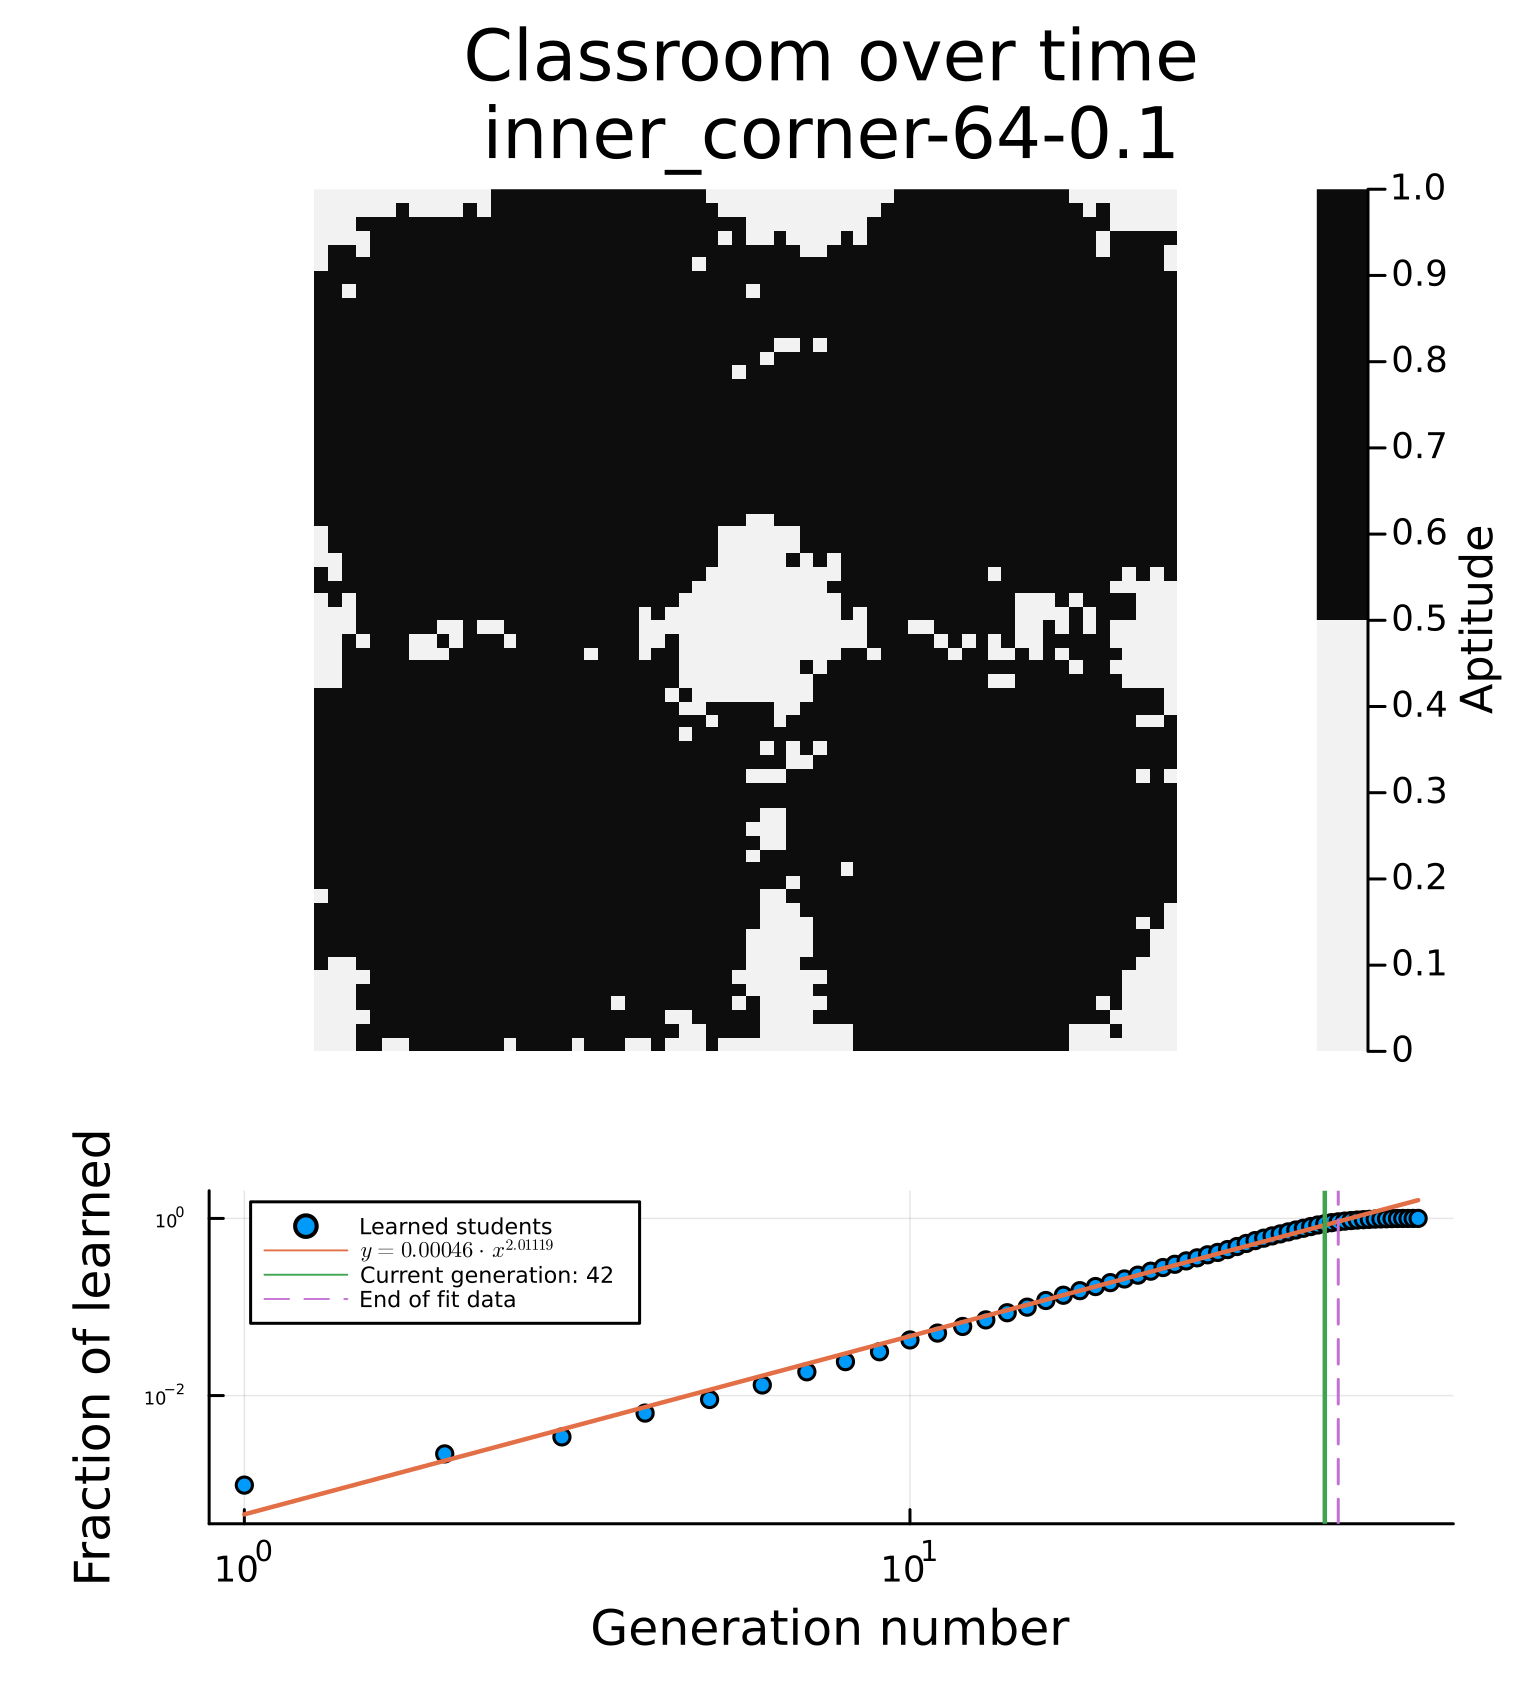 Classroom over time
inner_corner-64-0.1
1.0
0.9
0.8
0.7
0.6
0.5
0.4
0.3
0.2
0.1
0
Aptitude
Fraction of learned
10^0
10^-2
Learned students
y = 0.00046 · x^2.01119
Current generation: 42
End of fit data
10^0
10^1
Generation number